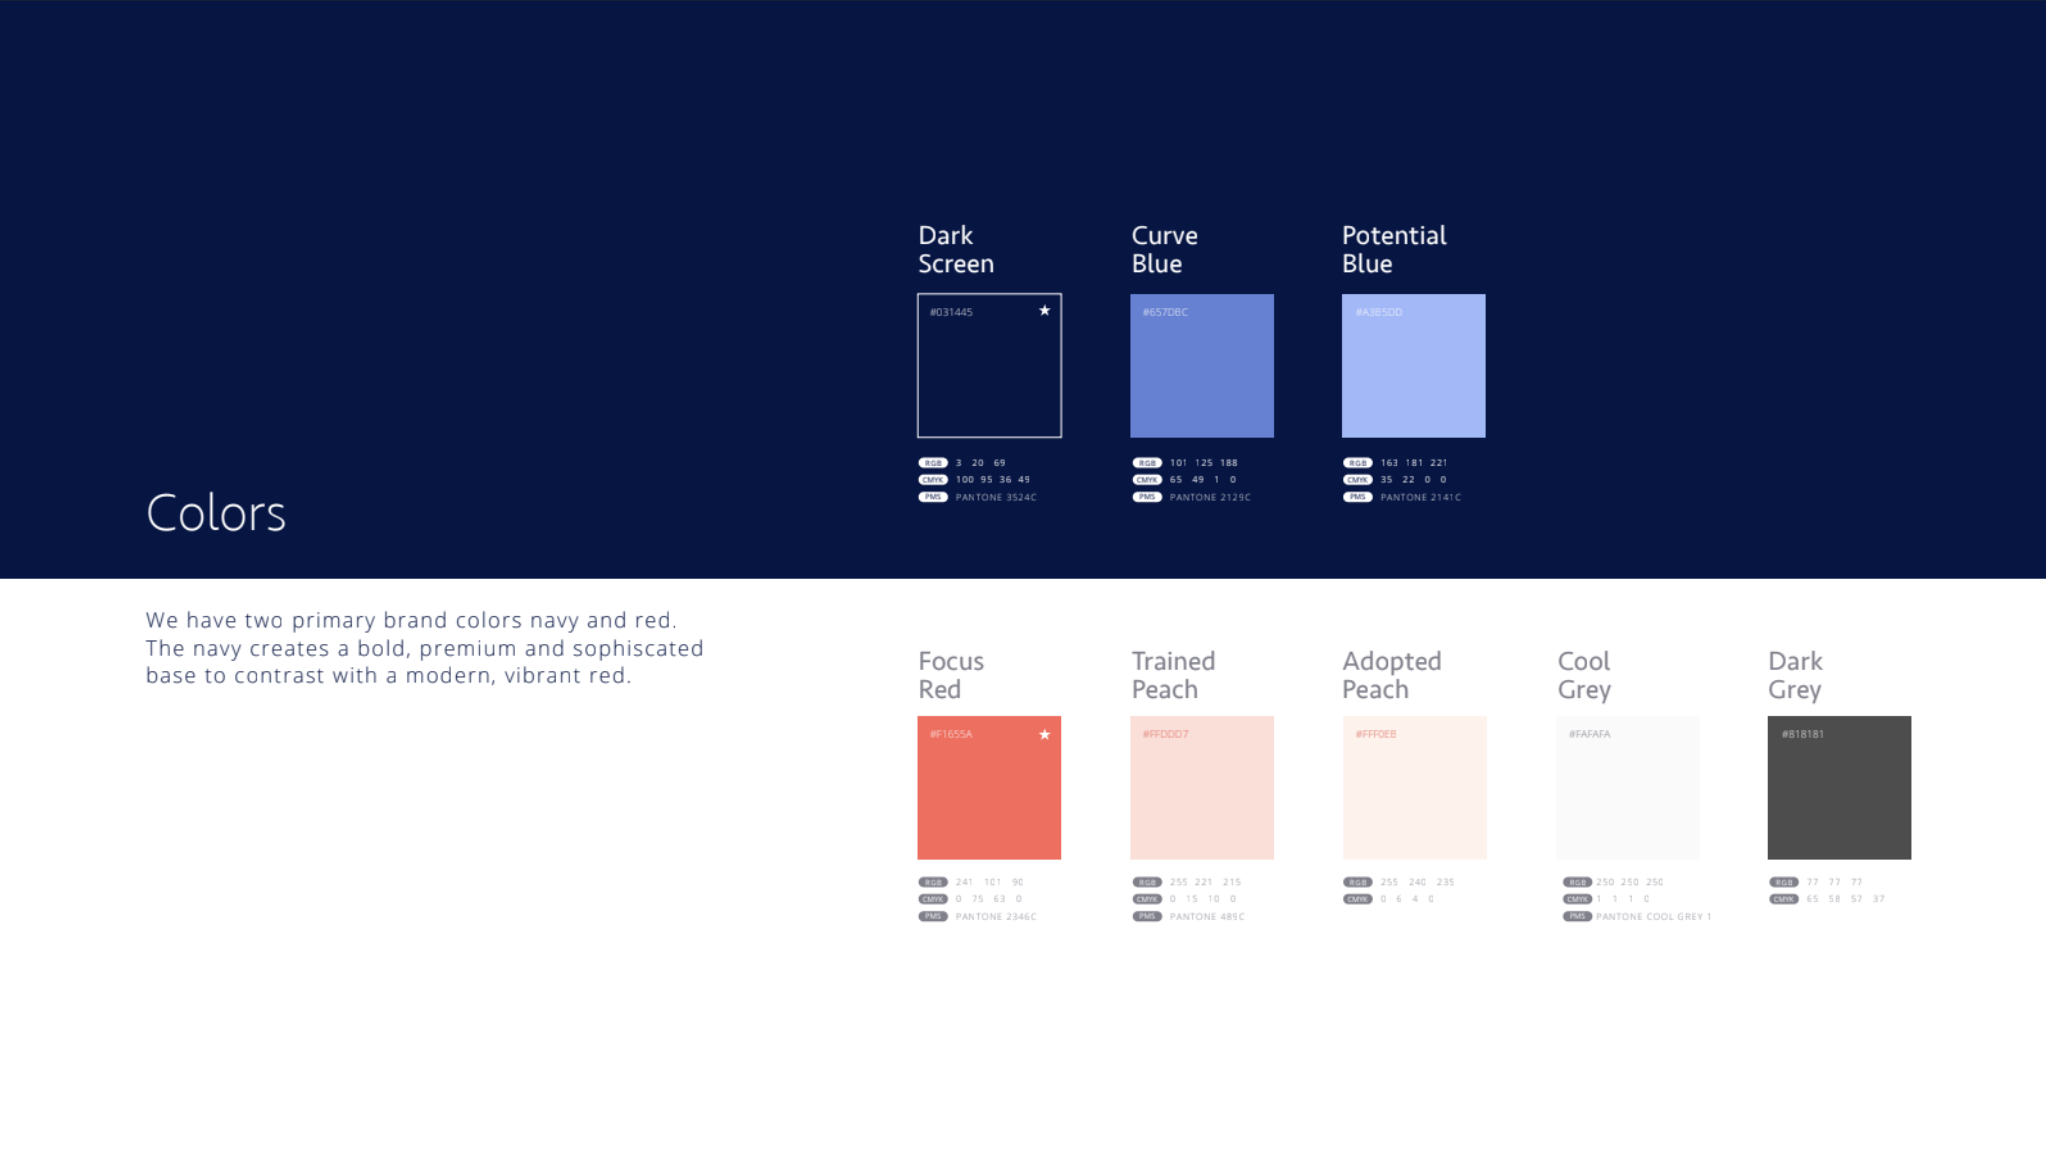 Dark
Screen
#031445
★
RGB 3 20 69
CMYK 100 95 36 49
PMS PANTONE 3524C
Curve
Blue
#657DBC
RGB 101 125 188
CMYK 65 49 1 0
PMS PANTONE 2129C
Potential
Blue
#A3B5DD
RGB 163 181 221
CMYK 35 22 0 0
PMS PANTONE 2141C
Colors
We have two primary brand colors navy and red.
The navy creates a bold, premium and sophiscated
base to contrast with a modern, vibrant red.
Focus
Red
#F1655A
★
RGB 241 101 90
CMYK 0 75 63 0
PMS PANTONE 2346C
Trained
Peach
#FFDDD7
RGB 255 221 215
CMYK 0 15 10 0
PMS PANTONE 489C
Adopted
Peach
#FFF0EB
RGB 255 240 235
CMYK 0 6 4 0
Cool
Grey
#FAFAFA
RGB 250 250 250
CMYK 1 1 1 0
PMS PANTONE COOL GREY 1
Dark
Grey
#818181
RGB 77 77 77
CMYK 65 58 57 37